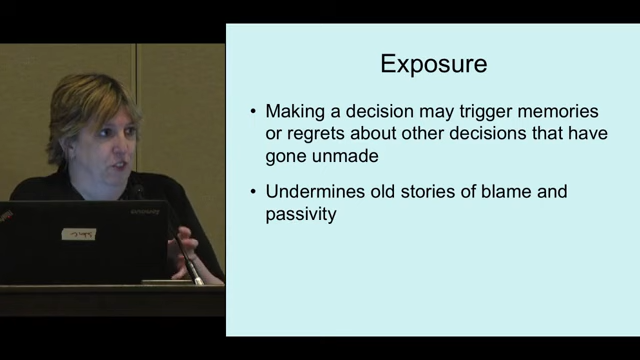 Exposure
• Making a decision may trigger memories
or regrets about other decisions that have
gone unmade
• Undermines old stories of blame and
passivity
lenovo